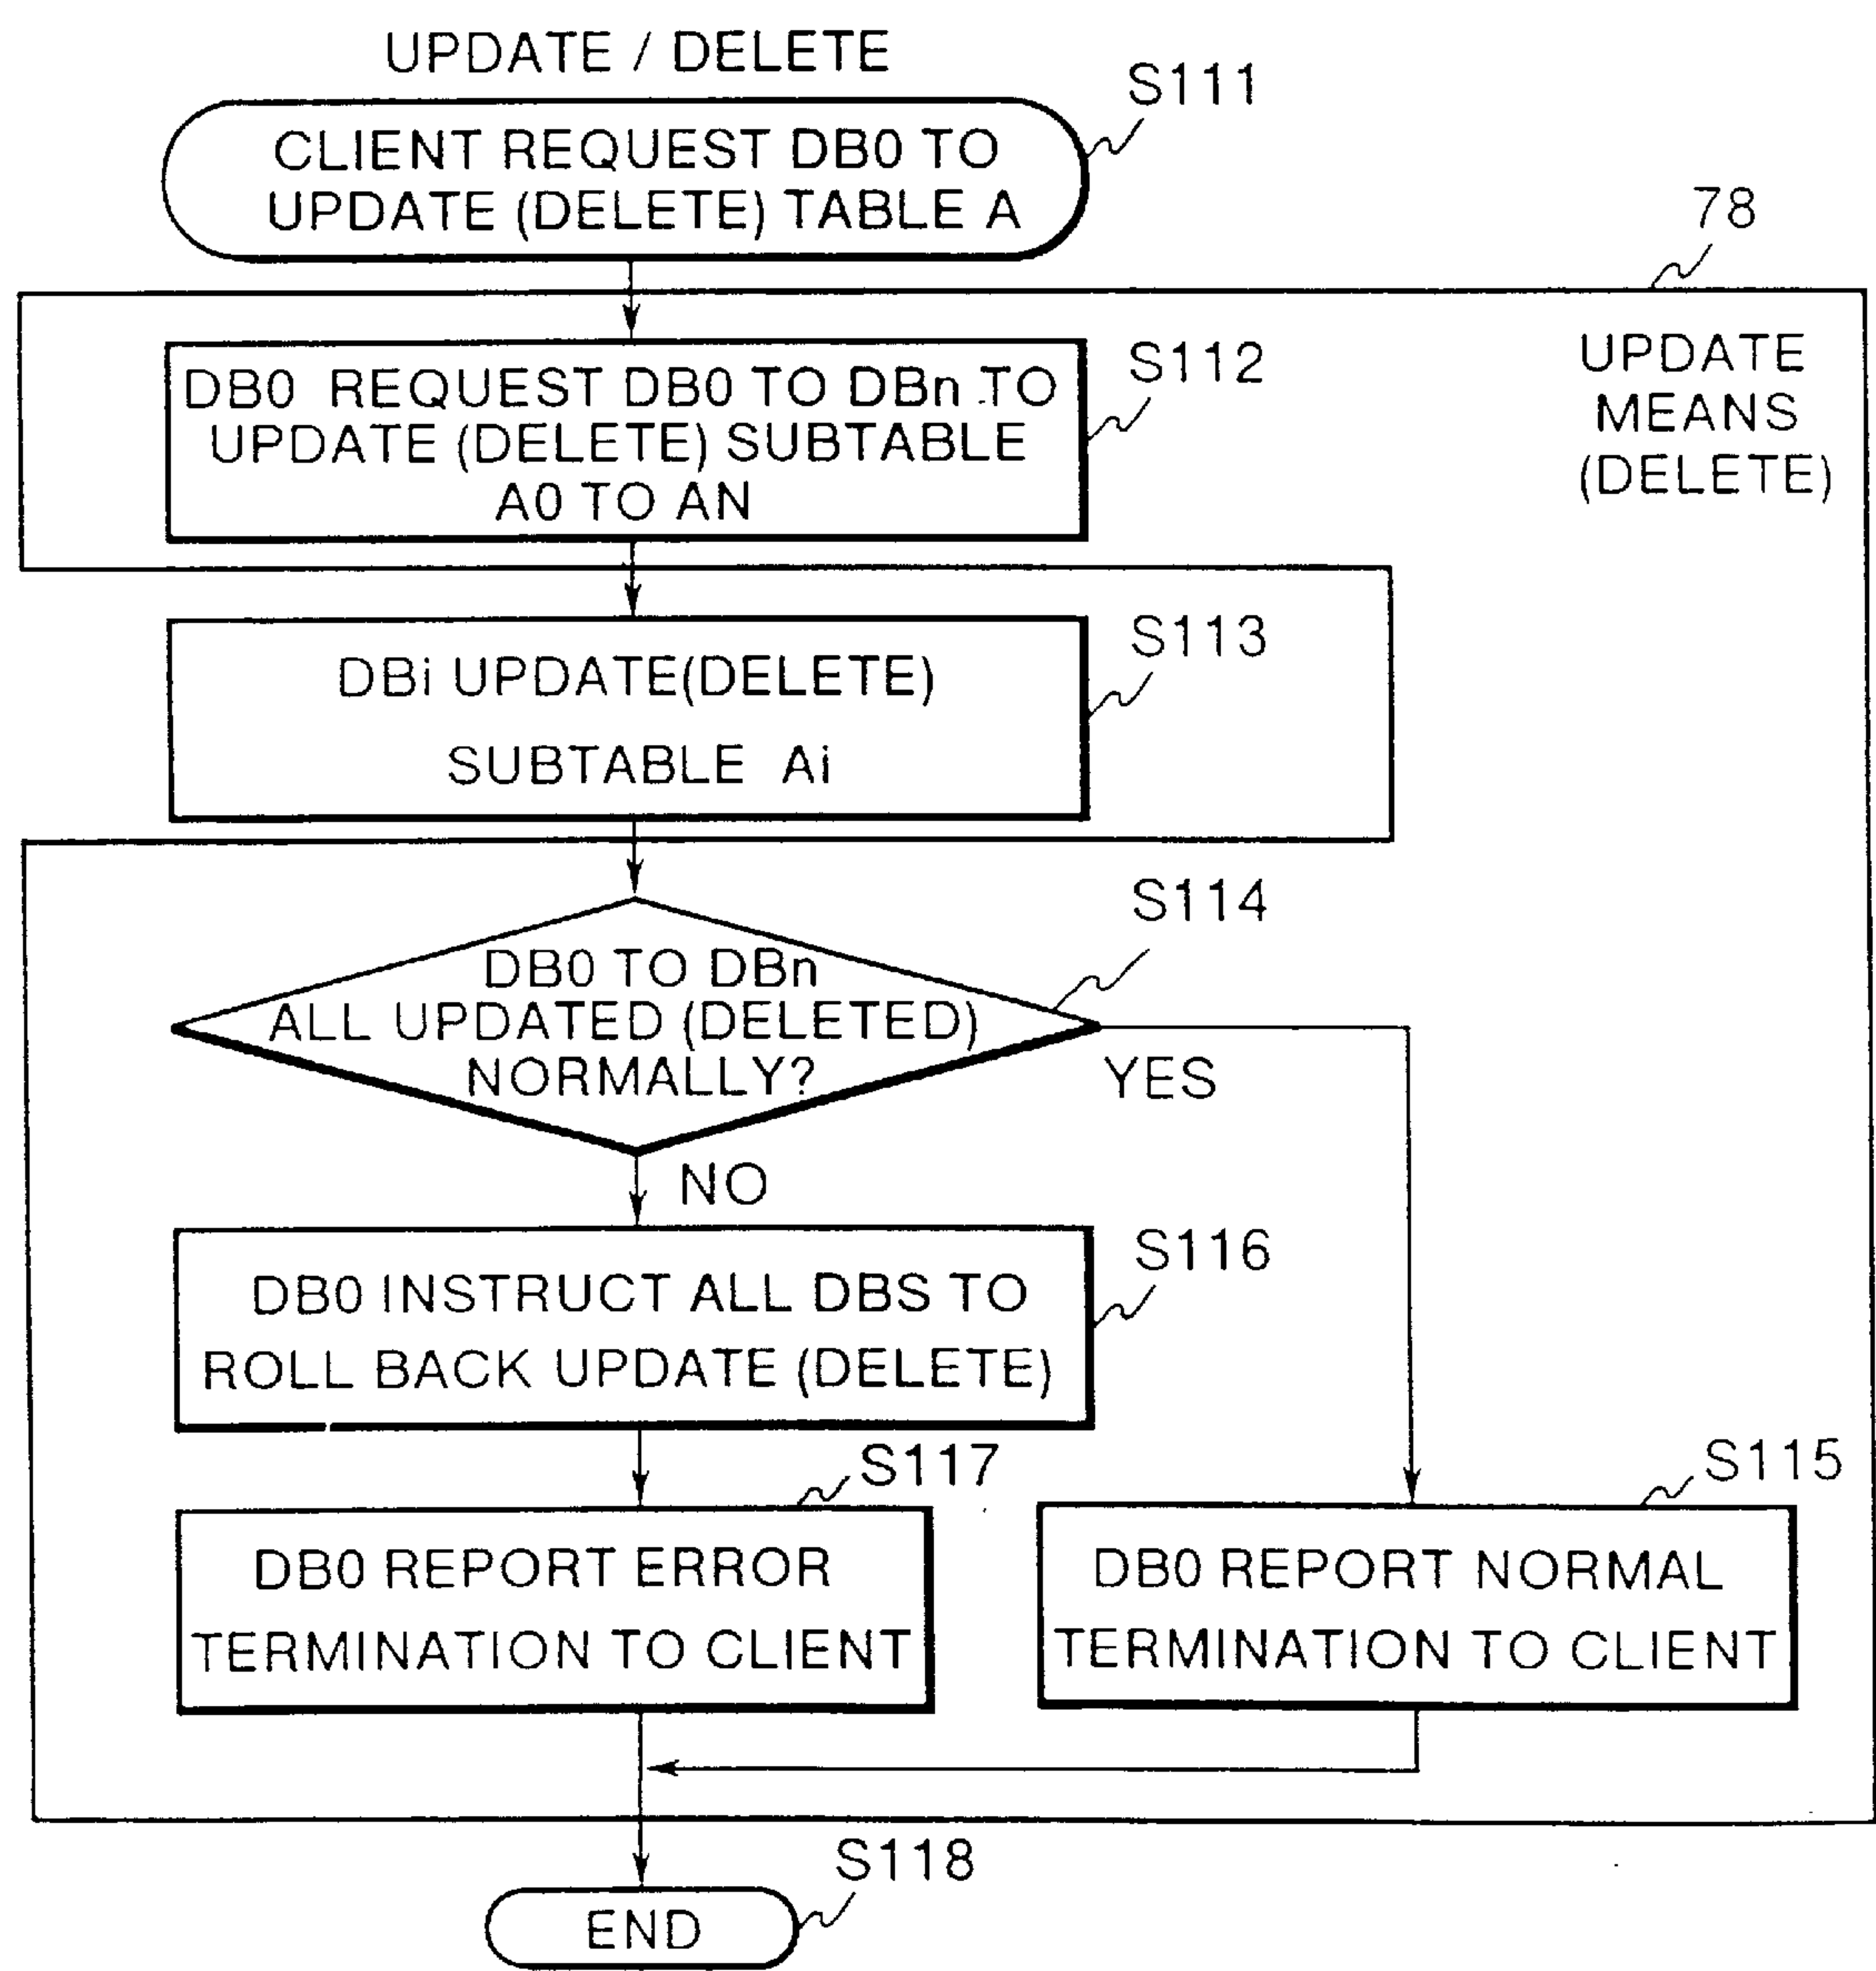 UPDATE / DELETE
S111
CLIENT REQUEST DB0 TO
UPDATE (DELETE) TABLE A
78
UPDATE
MEANS
(DELETE)
S112
DB0 REQUEST DB0 TO DBn TO
UPDATE (DELETE) SUBTABLE
A0 TO AN
S113
DBi UPDATE(DELETE)
SUBTABLE Ai
S114
DB0 TO DBn
ALL UPDATED (DELETED)
NORMALLY?
YES
NO
S116
DB0 INSTRUCT ALL DBS TO
ROLL BACK UPDATE (DELETE)
S117
DB0 REPORT ERROR
TERMINATION TO CLIENT
S115
DB0 REPORT NORMAL
TERMINATION TO CLIENT
S118
END